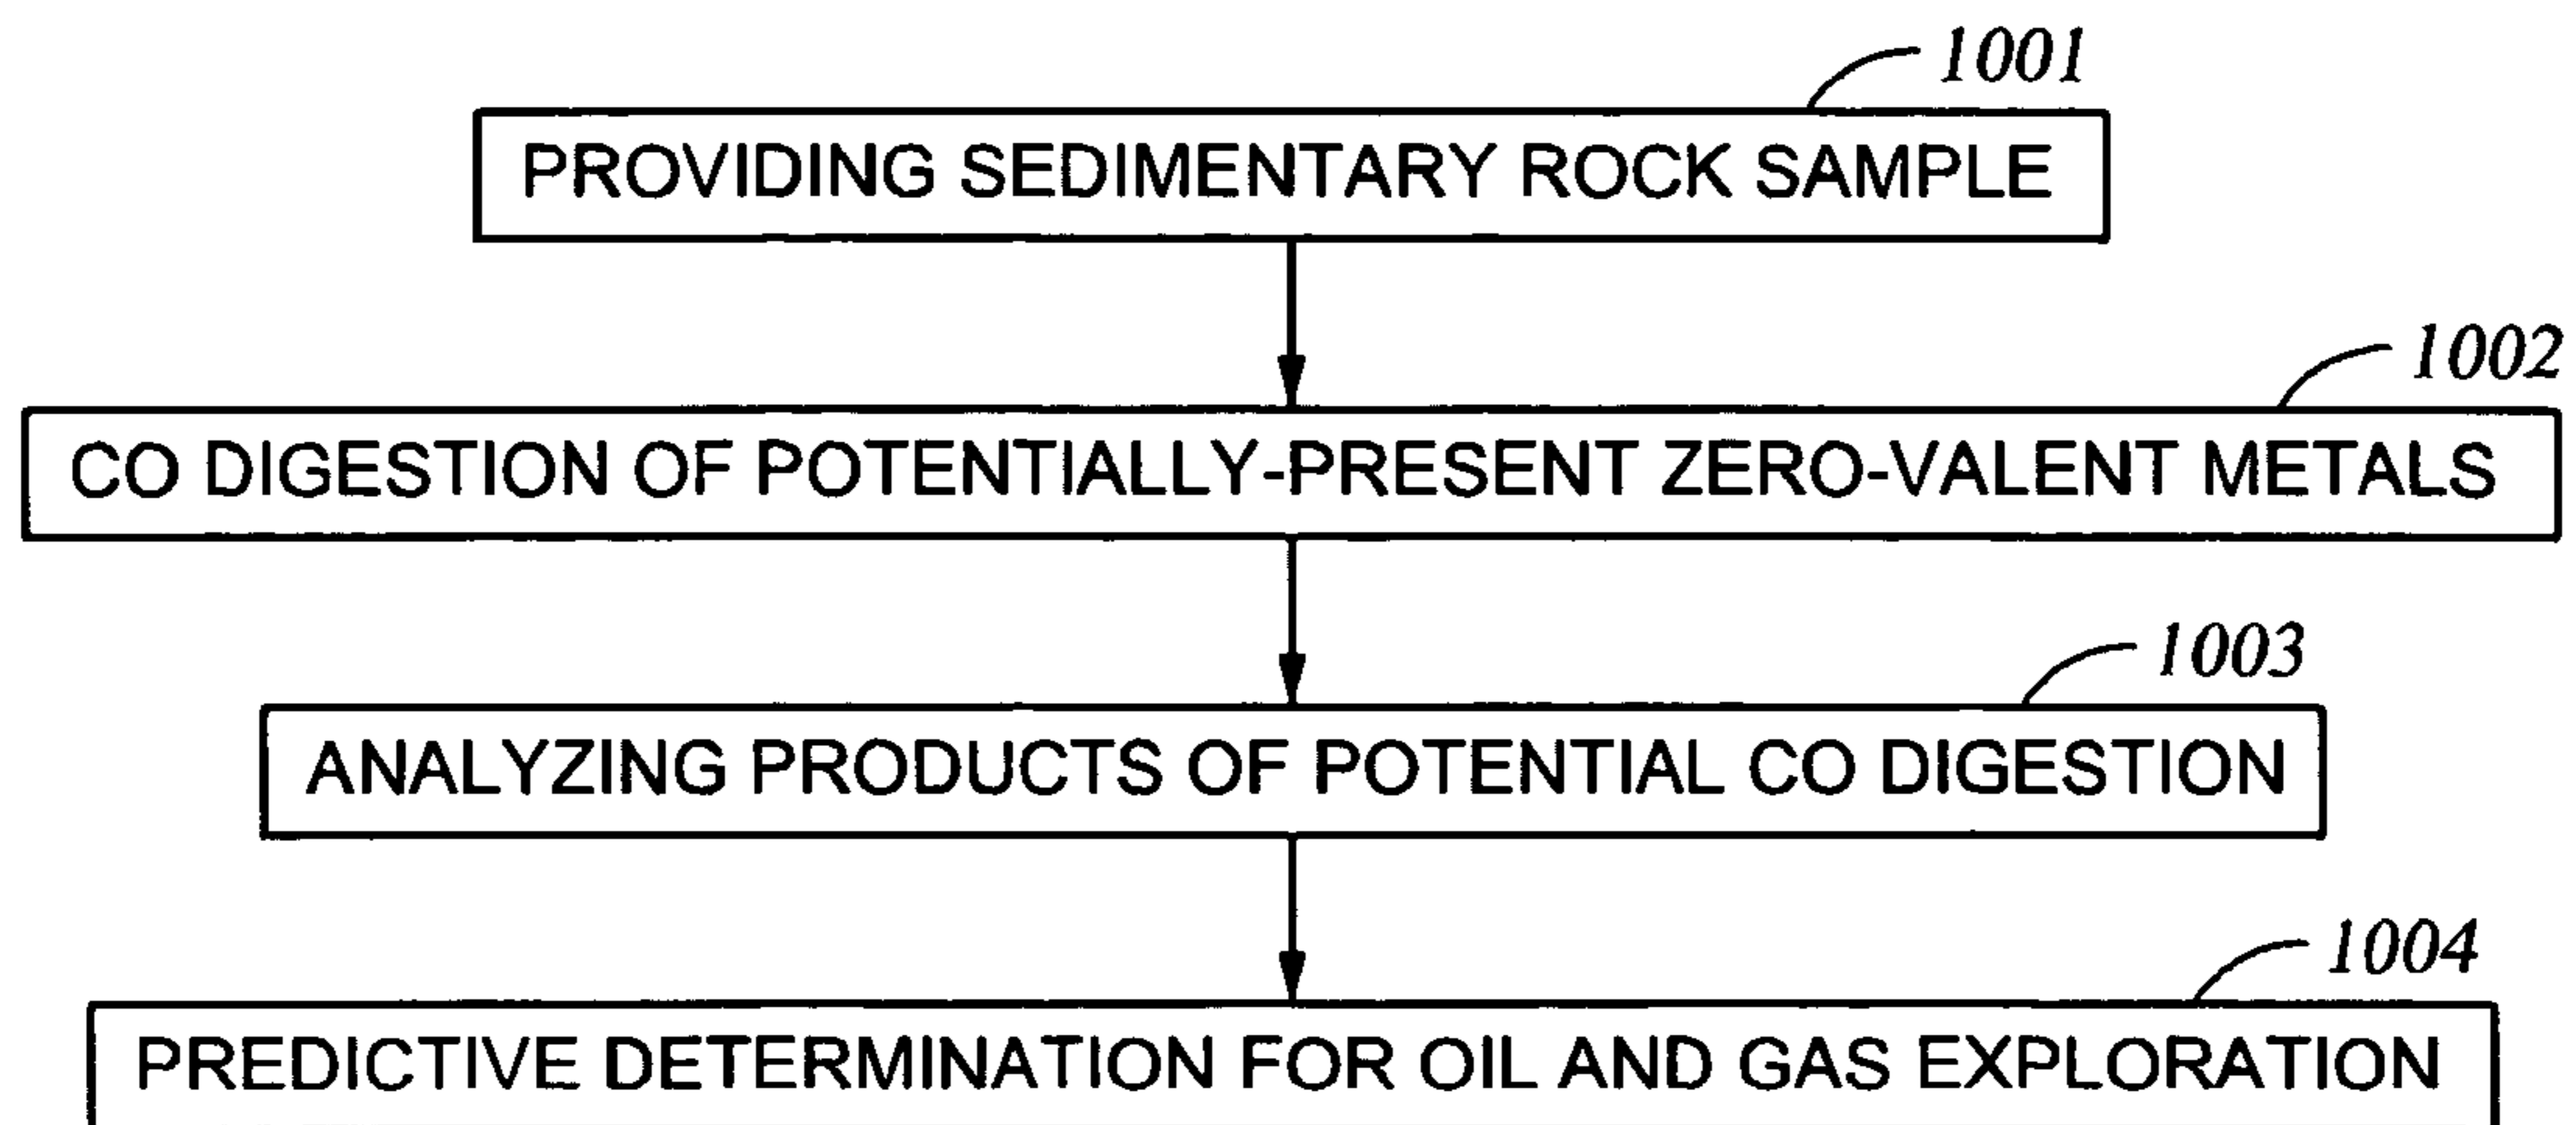 1001
PROVIDING SEDIMENTARY ROCK SAMPLE
1002
CO DIGESTION OF POTENTIALLY-PRESENT ZERO-VALENT METALS
1003
ANALYZING PRODUCTS OF POTENTIAL CO DIGESTION
1004
PREDICTIVE DETERMINATION FOR OIL AND GAS EXPLORATION